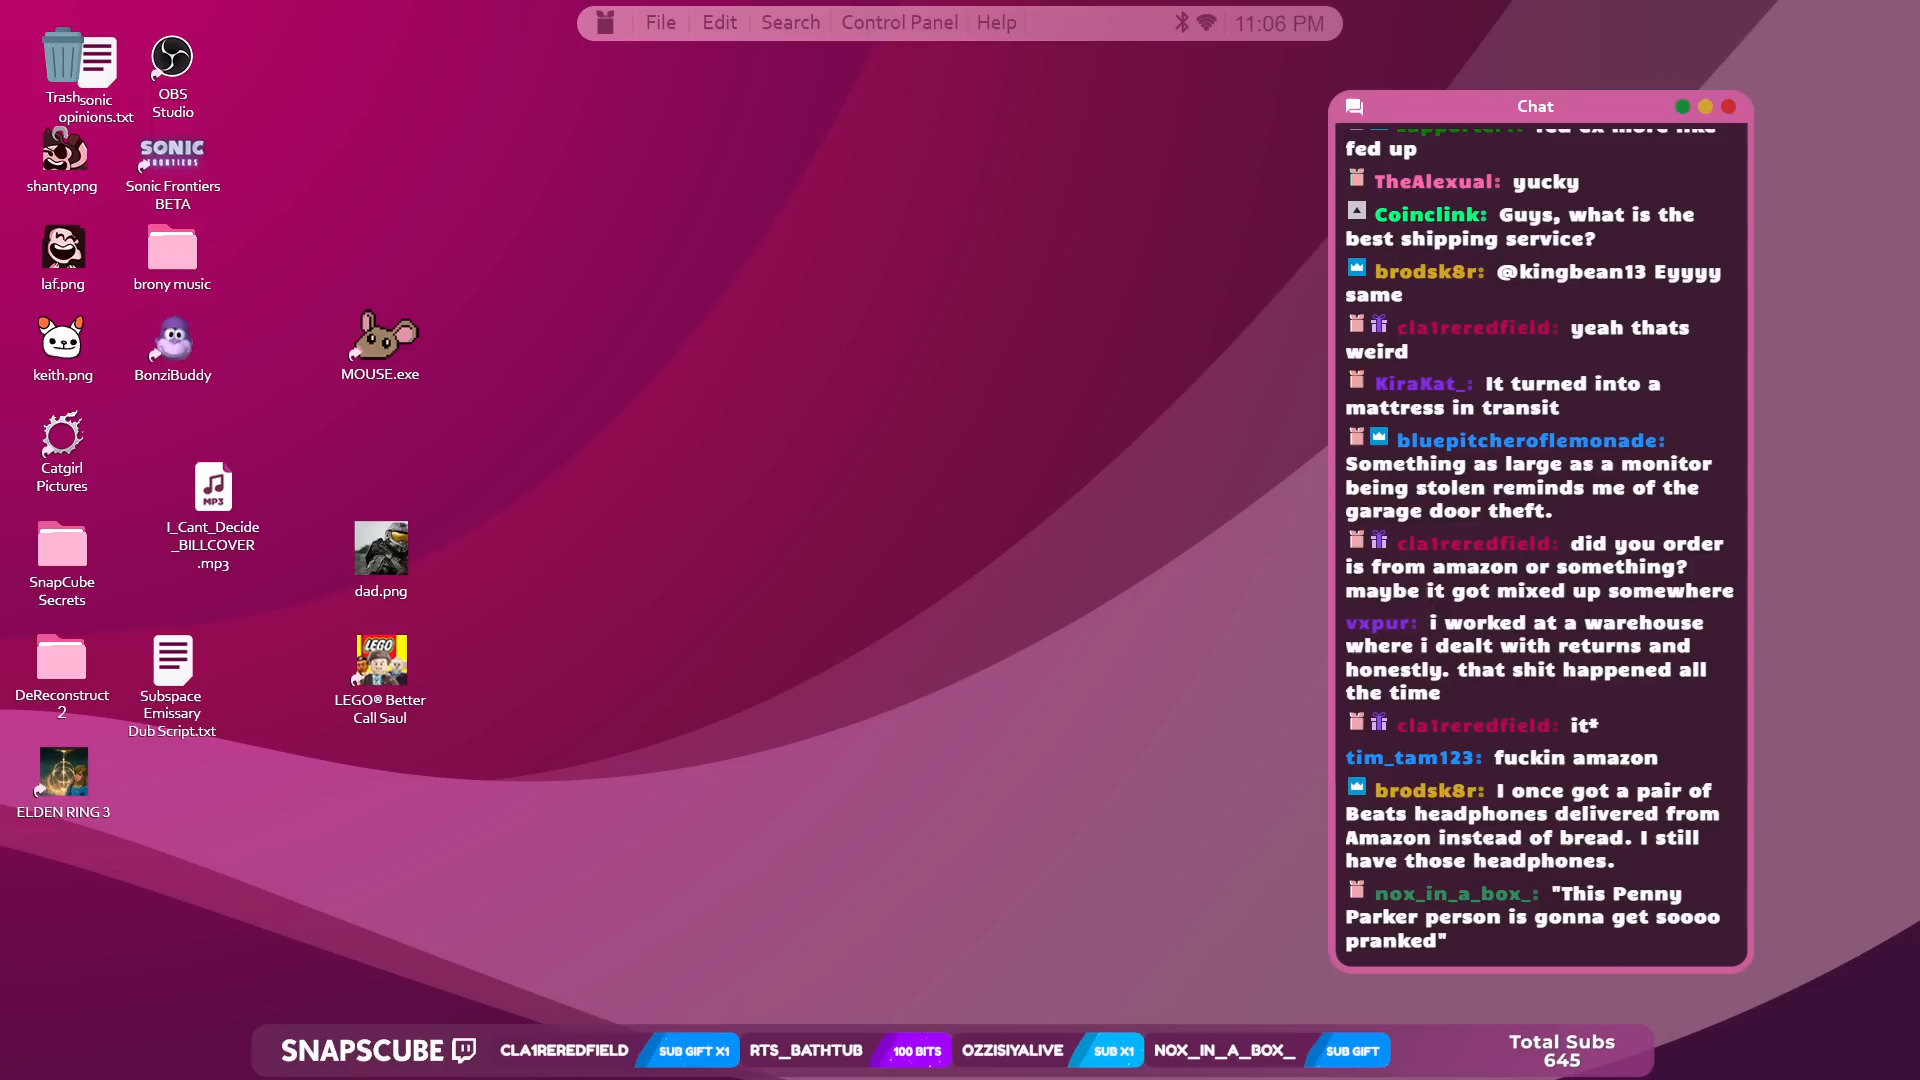 File Edit Search Control Panel Help 11:06 PM
Trash
sonic
opinions.txt
OBS
Studio
shanty.png
SONIC
FRONTIERS
Sonic Frontiers
BETA
laf.png
brony music
keith.png
BonziBuddy
MOUSE.exe
Catgirl
Pictures
MP3
I_Cant_Decide
_BILLCOVER
.mp3
SnapCube
Secrets
dad.png
DeReconstruct
2
Subspace
Emissary
Dub Script.txt
LEGO
LEGO® Better
Call Saul
ELDEN RING 3
Chat
fed ex more like
fed up
TheAlexual: yucky
Coinclink: Guys, what is the
best shipping service?
brodsk8r: @kingbean13 Eyyyy
same
cla1reredfield: yeah thats
weird
KiraKat_: It turned into a
mattress in transit
bluepitcheroflemonade:
Something as large as a monitor
being stolen reminds me of the
garage door theft.
cla1reredfield: did you order
is from amazon or something?
maybe it got mixed up somewhere
vxpur: i worked at a warehouse
where i dealt with returns and
honestly. that shit happened all
the time
cla1reredfield: it*
tim_tam123: fuckin amazon
brodsk8r: I once got a pair of
Beats headphones delivered from
Amazon instead of bread. I still
have those headphones.
nox_in_a_box_: "This Penny
Parker person is gonna get soooo
pranked"
SNAPSCUBE CLA1REREDFIELD SUB GIFT X1 RTS_BATHTUB 100 BITS OZZISIYALIVE SUB X1 NOX_IN_A_BOX_ SUB GIFT
Total Subs
645